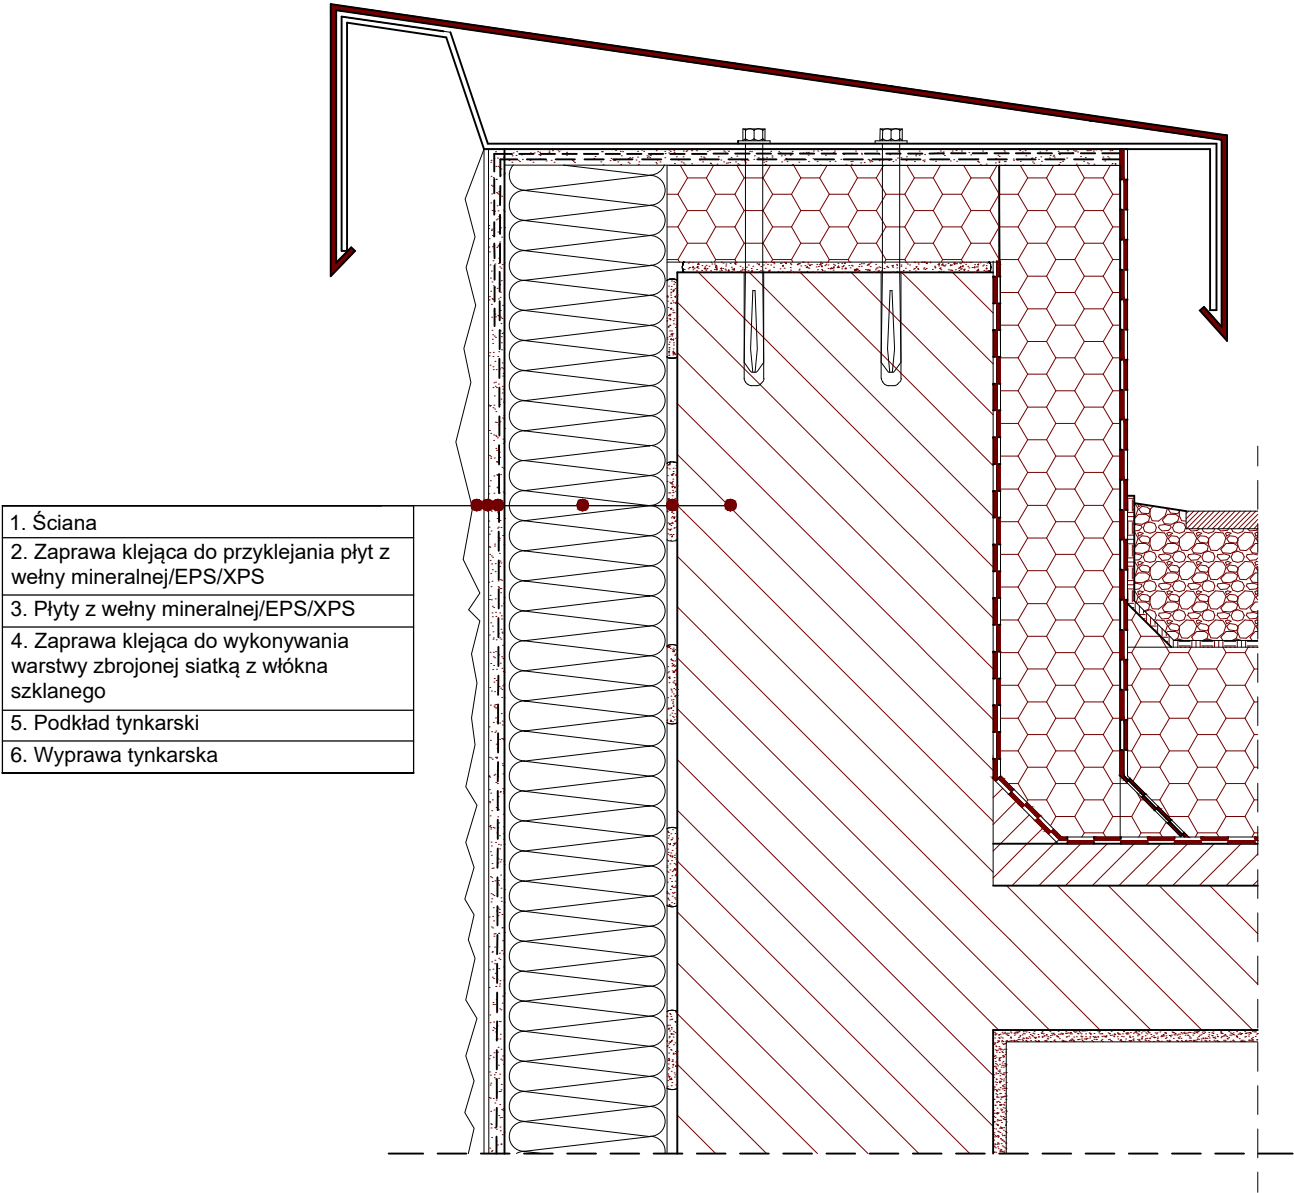 1. Ściana
2. Zaprawa klejąca do przyklejania płyt z
wełny mineralnej/EPS/XPS
3. Płyty z wełny mineralnej/EPS/XPS
4. Zaprawa klejąca do wykonywania
warstwy zbrojonej siatką z włókna
szklanego
5. Podkład tynkarski
6. Wyprawa tynkarska